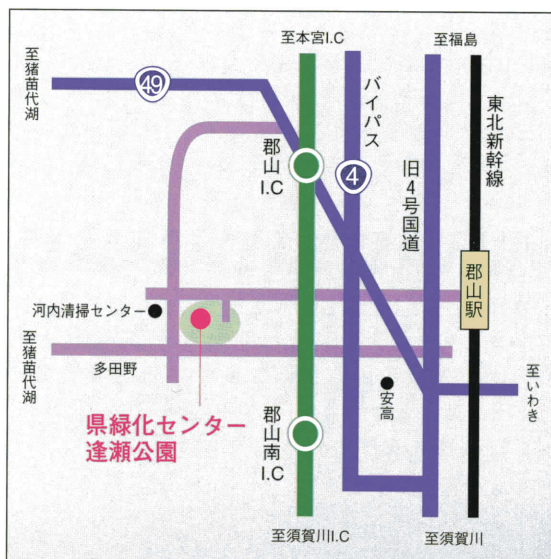 至本宮I.C
至福島
至猪苗代湖
49
バイパス
東北新幹線
郡山I.C
4
旧4号国道
郡山駅
河内清掃センター
至猪苗代湖
多田野
至いわき
安高
県緑化センター
逢瀬公園
郡山南I.C
至須賀川I.C
至須賀川